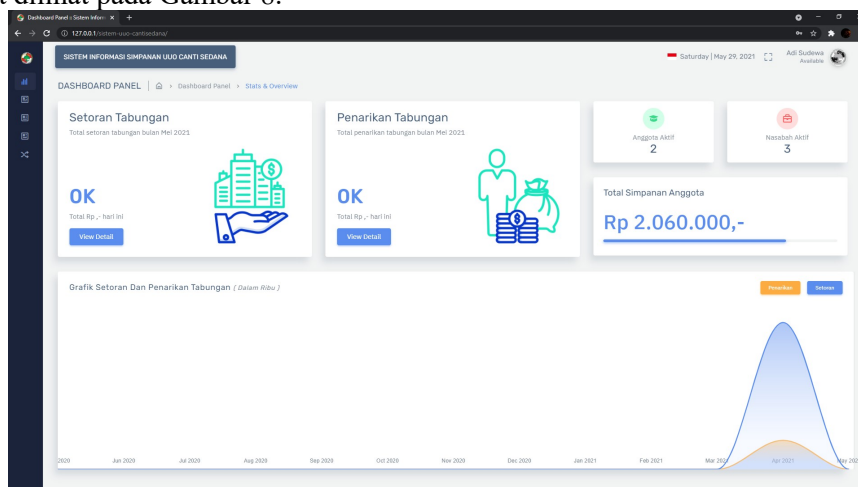 dilihat pada Gambar 8.
Dashboard Panel :: Sistem Inform
127.0.0.1/sistem-uuo-cantisedana/
SISTEM INFORMASI SIMPANAN UUO CANTI SEDANA
Saturday | May 29, 2021
Adi Sudewa
Available
DASHBOARD PANEL
Dashboard Panel
Stats & Overview
Setoran Tabungan
Total setoran tabungan bulan Mei 2021
0K
Total Rp ,- hari ini
View Detail
Penarikan Tabungan
Total penarikan tabungan bulan Mei 2021
0K
Total Rp ,- hari ini
View Detail
Anggota Aktif
2
Nasabah Aktif
3
Total Simpanan Anggota
Rp 2.060.000,-
Grafik Setoran Dan Penarikan Tabungan ( Dalam Ribu )
Penarikan
Setoran
2020 Jun 2020 Jul 2020 Aug 2020 Sep 2020 Oct 2020 Nov 2020 Dec 2020 Jan 2021 Feb 2021 Mar 2021 Apr 2021 May 202